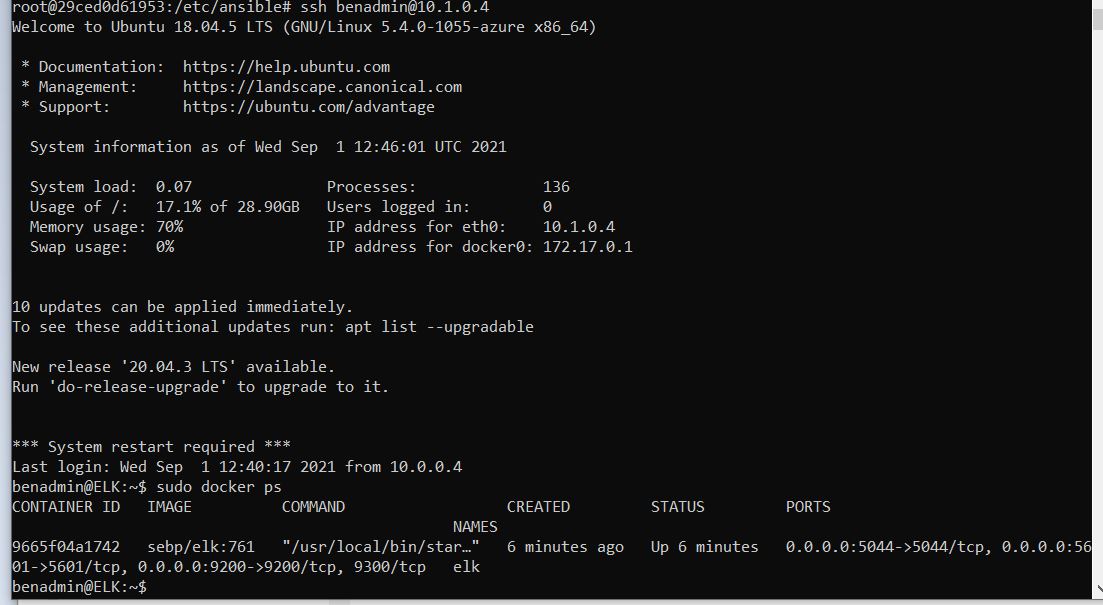 root@29ced0d61953:/etc/ansible# ssh benadmin@10.1.0.4
Welcome to Ubuntu 18.04.5 LTS (GNU/Linux 5.4.0-1055-azure x86_64)

 * Documentation:  https://help.ubuntu.com
 * Management:     https://landscape.canonical.com
 * Support:        https://ubuntu.com/advantage

  System information as of Wed Sep  1 12:46:01 UTC 2021

  System load:  0.07               Processes:              136
  Usage of /:   17.1% of 28.90GB   Users logged in:        0
  Memory usage: 70%                IP address for eth0:    10.1.0.4
  Swap usage:   0%                 IP address for docker0: 172.17.0.1


10 updates can be applied immediately.
To see these additional updates run: apt list --upgradable

New release '20.04.3 LTS' available.
Run 'do-release-upgrade' to upgrade to it.


*** System restart required ***
Last login: Wed Sep  1 12:40:17 2021 from 10.0.0.4
benadmin@ELK:~$ sudo docker ps
CONTAINER ID   IMAGE          COMMAND                  CREATED         STATUS         PORTS
                                                 NAMES
9665f04a1742   sebp/elk:761   "/usr/local/bin/star…"   6 minutes ago   Up 6 minutes   0.0.0.0:5044->5044/tcp, 0.0.0.0:56
01->5601/tcp, 0.0.0.0:9200->9200/tcp, 9300/tcp   elk
benadmin@ELK:~$